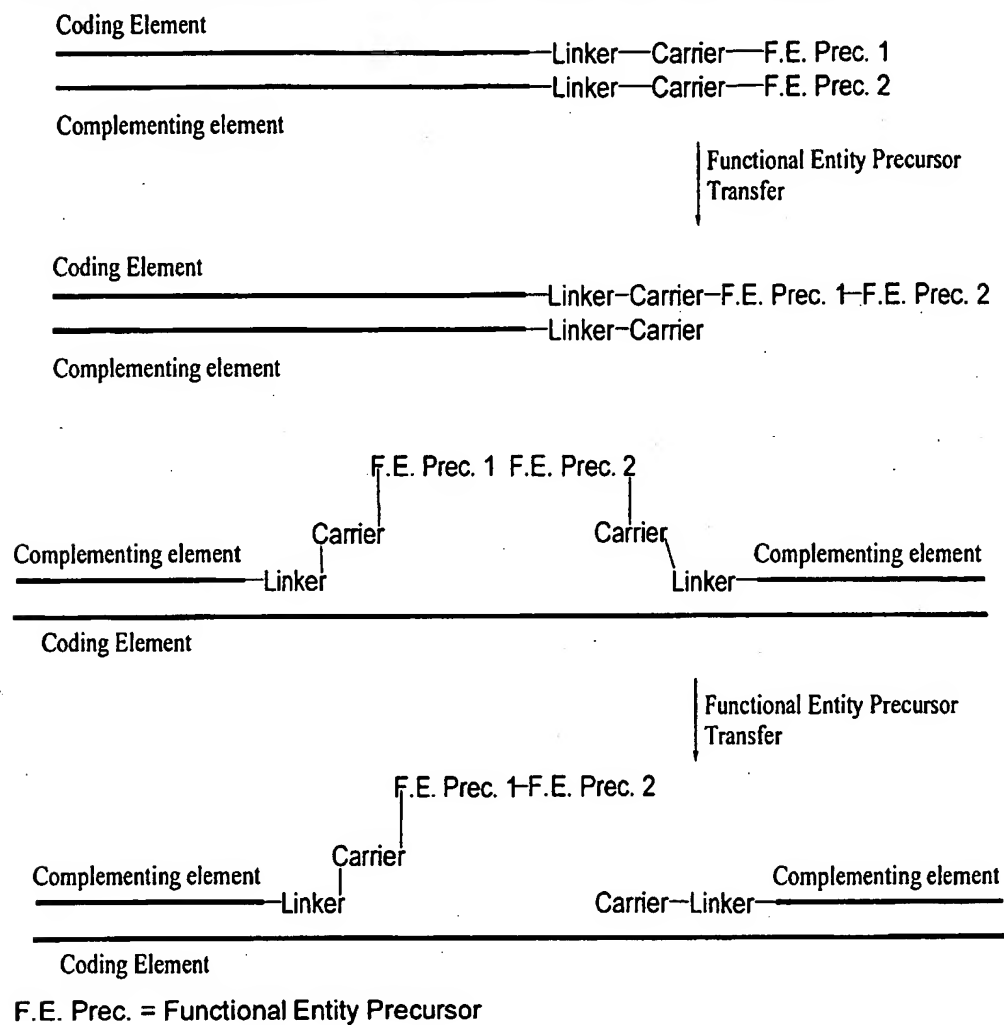 Coding Element
Linker—Carrier—F.E. Prec. 1
Linker—Carrier—F.E. Prec. 2
Complementing element
Functional Entity Precursor
Transfer
Coding Element
Linker-Carrier-F.E. Prec. 1-F.E. Prec. 2
Linker-Carrier
Complementing element
F.E. Prec. 1 F.E. Prec. 2
Carrier Carrier
Complementing element Complementing element
Linker Linker
Coding Element
Functional Entity Precursor
Transfer
F.E. Prec. 1-F.E. Prec. 2
Carrier
Complementing element Complementing element
Linker Carrier-Linker
Coding Element
F.E. Prec. = Functional Entity Precursor